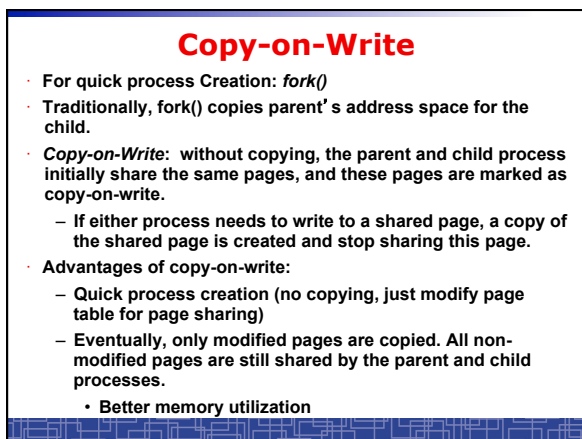 Copy-on-Write
· For quick process Creation: fork()
· Traditionally, fork() copies parent’s address space for the
child.
· Copy-on-Write: without copying, the parent and child process
initially share the same pages, and these pages are marked as
copy-on-write.
– If either process needs to write to a shared page, a copy of
the shared page is created and stop sharing this page.
· Advantages of copy-on-write:
– Quick process creation (no copying, just modify page
table for page sharing)
– Eventually, only modified pages are copied. All non-
modified pages are still shared by the parent and child
processes.
• Better memory utilization